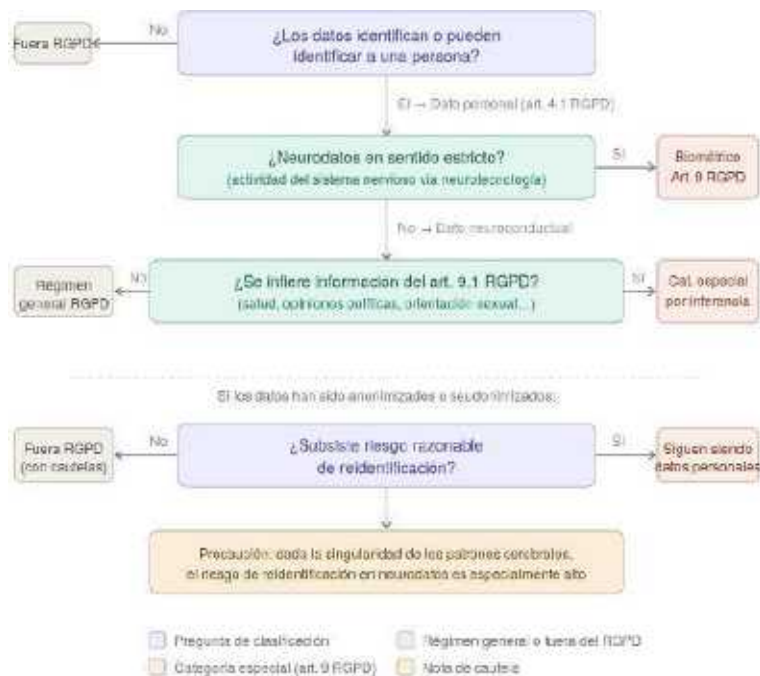 No
¿Los datos identifican o pueden
identificar a una persona?
Fuera RGPD
Sí → Dato personal (art. 4.1 RGPD)
¿Neurodatos en sentido estricto?
(actividad del sistema nervioso vía neurotecnología)
Sí
Biométrico
Art. 9 RGPD
No → Dato neuroconductual
Régimen
general RGPD
No
¿Se infiere información del art. 9.1 RGPD?
(salud, opiniones políticas, orientación sexual...)
Sí
Cat. especial
por inferencia
Si los datos han sido anonimizados o seudonimizados:
Fuera RGPD
(con cautelas)
No
¿Subsiste riesgo razonable
de reidentificación?
Sí
Siguen siendo
datos personales
Precaución: dada la singularidad de los patrones cerebrales,
el riesgo de reidentificación en neurodatos es especialmente alto
Pregunta de clasificación
Régimen general o fuera del RGPD
Categoría especial (art. 9 RGPD)
Nota de cautela